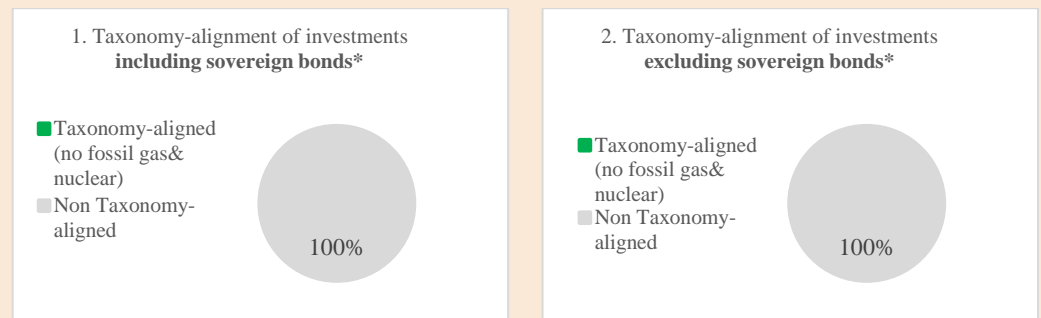 1. Taxonomy-alignment of investments
including sovereign bonds*
Taxonomy-aligned
(no fossil gas&
nuclear)
Non Taxonomy-
aligned
100%
2. Taxonomy-alignment of investments
excluding sovereign bonds*
Taxonomy-aligned
(no fossil gas&
nuclear)
Non Taxonomy-
aligned
100%